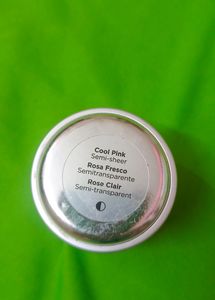 Cool Pink
Semi-sheer
Rosa Fresco
Semitransparente
Rose Clair
Semi-transparent